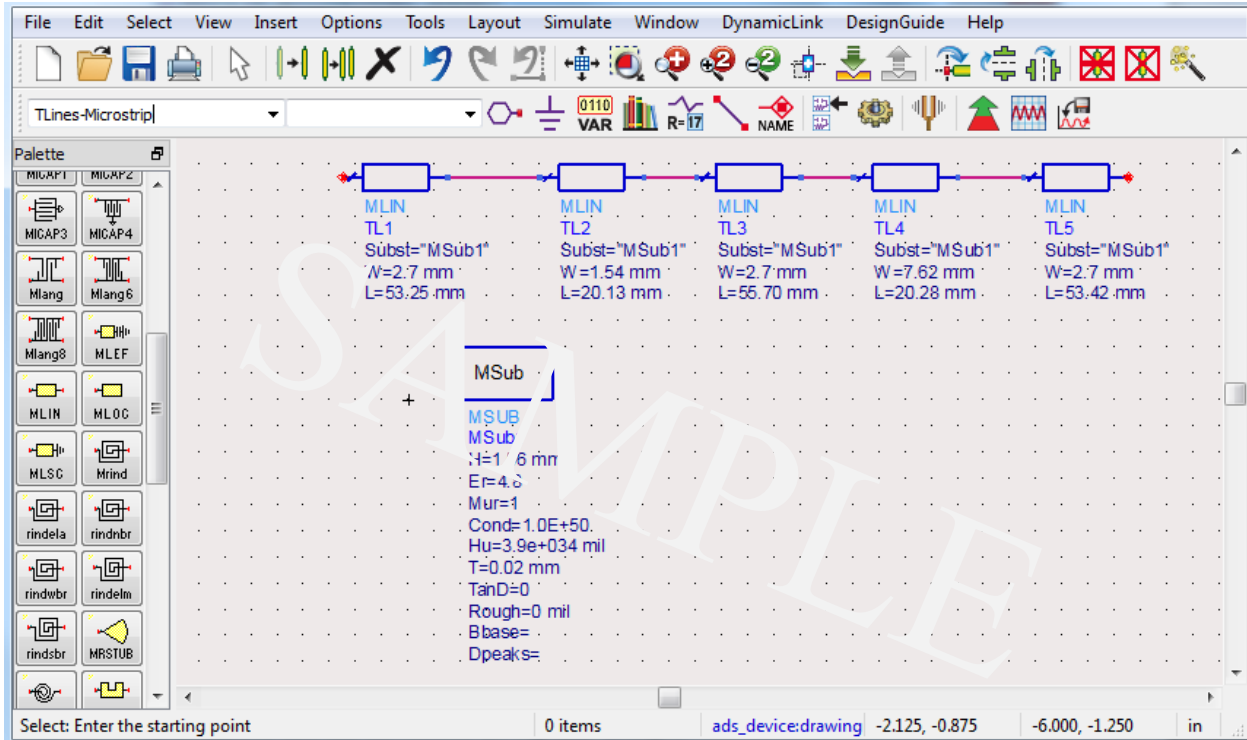 File Edit Select View Insert Options Tools Layout Simulate Window DynamicLink DesignGuide Help
TLines-Microstrip
0110
VAR
R=17
NAME
Palette
MICAP1 MICAP2
MICAP3 MICAP4
Mlang Mlang6
Mlang8 MLEF
MLIN MLOC
MLSC Mrind
rindela rindnbr
rindwbr rindelm
rindsbr MRSTUB
MLIN MLIN MLIN MLIN MLIN
TL1 TL2 TL3 TL4 TL5
Subst="MSub1" Subst="MSub1" Subst="MSub1" Subst="MSub1" Subst="MSub1"
W=2.7 mm W=1.54 mm W=2.7 mm W=7.62 mm W=2.7 mm
L=53.25 mm L=20.13 mm L=55.70 mm L=20.28 mm L=53.42 mm
MSub
MSUB
MSub
mm
Mur=1
Cond=1.0E+50
Hu=3.9e+034 mil
T=0.02 mm
TanD=0
Rough=0 mil
Bbase=
Dpeaks=
SAMPLE
Select: Enter the starting point 0 items ads_device:drawing -2.125, -0.875 -6.000, -1.250 in